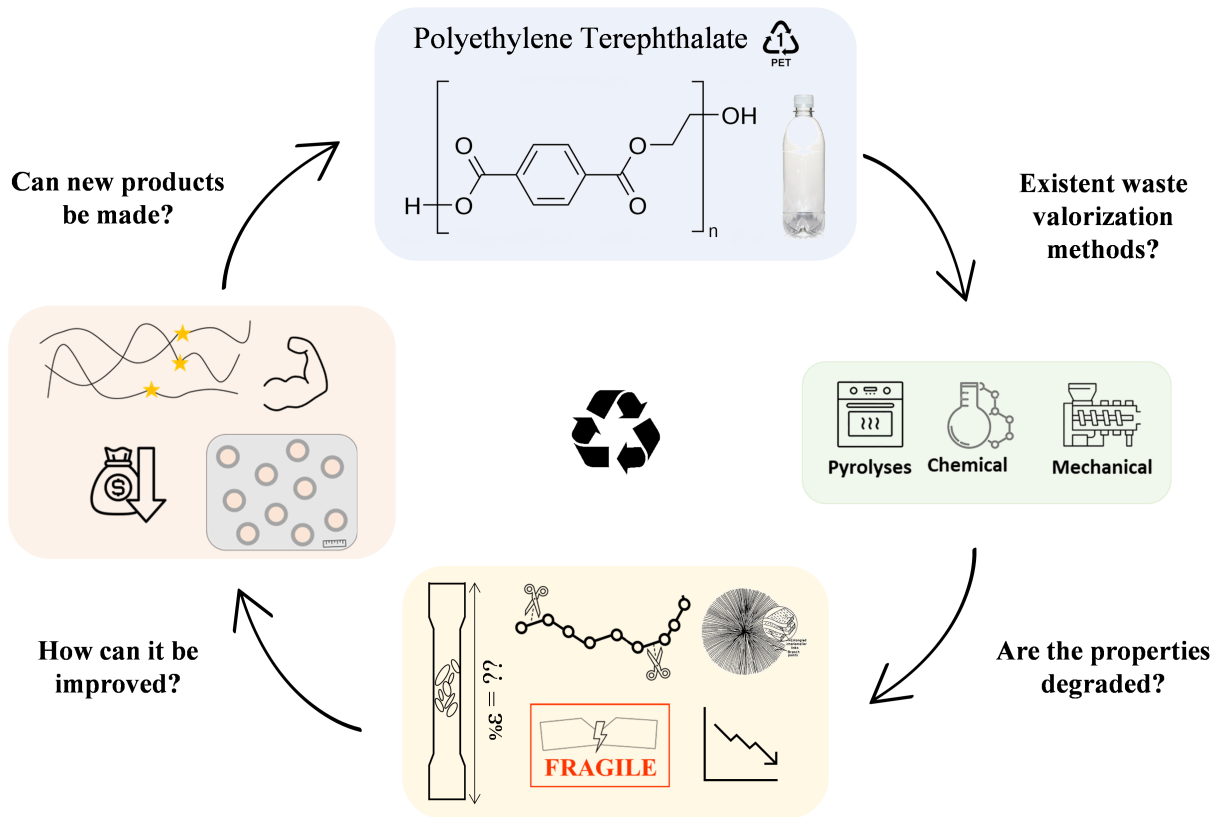 Polyethylene Terephthalate
1
PET
O
O
H
O
O
OH
n
Can new products
be made?
Existent waste
valorization
methods?
$
Pyrolyses
Chemical
Mechanical
How can it be
improved?
%ε = ??
FRAGILE
Are the properties
degraded?